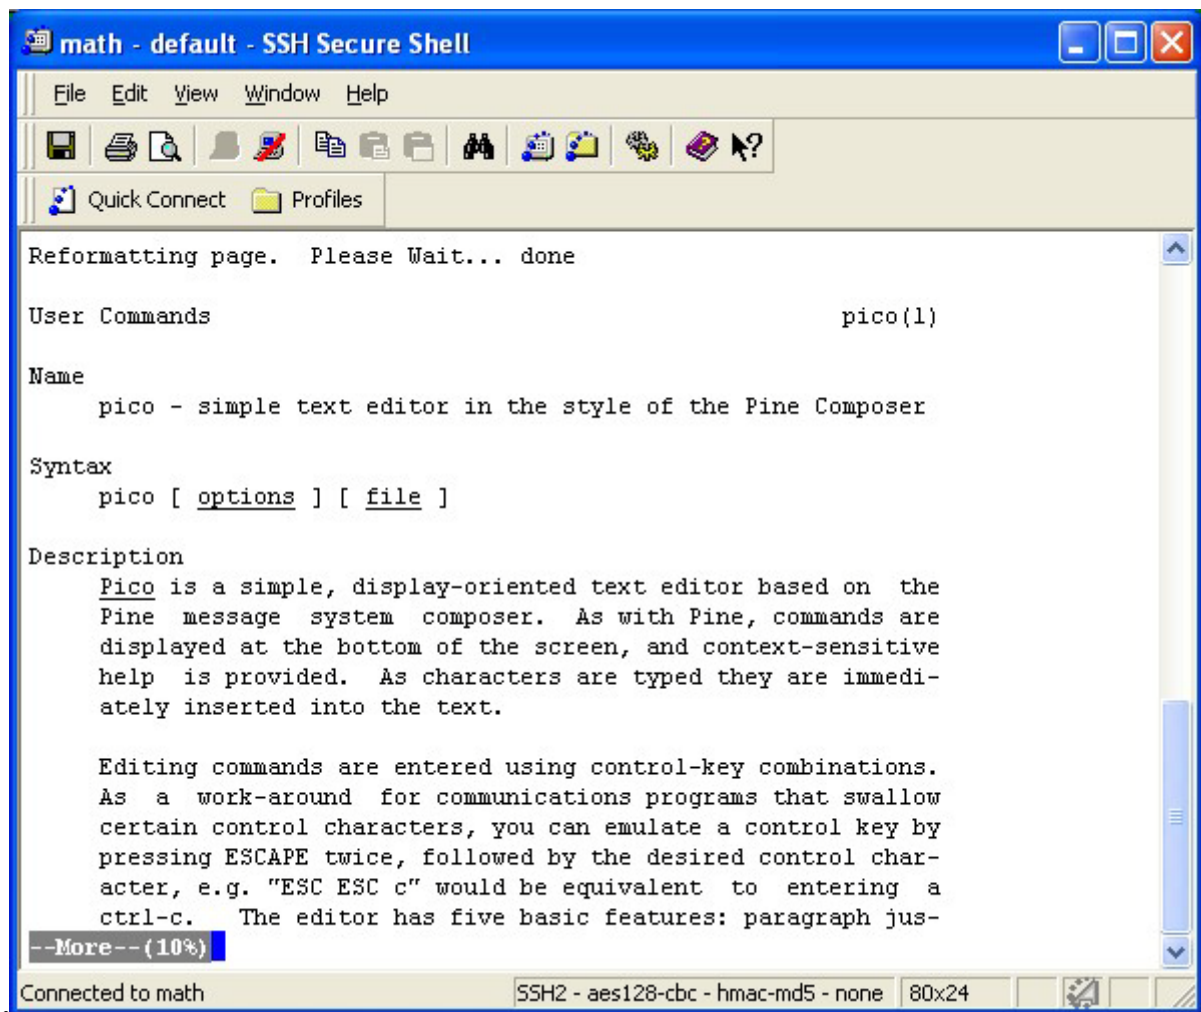 math - default - SSH Secure Shell
File Edit View Window Help
Quick Connect Profiles
Reformatting page.  Please Wait... done
User Commands                                                      pico(1)
Name
pico - simple text editor in the style of the Pine Composer
Syntax
pico [ options ] [ file ]
Description
Pico is a simple, display-oriented text editor based on  the
Pine  message  system  composer.  As with Pine, commands are
displayed at the bottom of the screen, and context-sensitive
help  is provided.  As characters are typed they are immedi-
ately inserted into the text.
Editing commands are entered using control-key combinations.
As  a  work-around  for communications programs that swallow
certain control characters, you can emulate a control key by
pressing ESCAPE twice, followed by the desired control char-
acter, e.g. "ESC ESC c" would be equivalent  to  entering  a
ctrl-c.   The editor has five basic features: paragraph jus-
--More--(10%)
Connected to math SSH2 - aes128-cbc - hmac-md5 - none 80x24